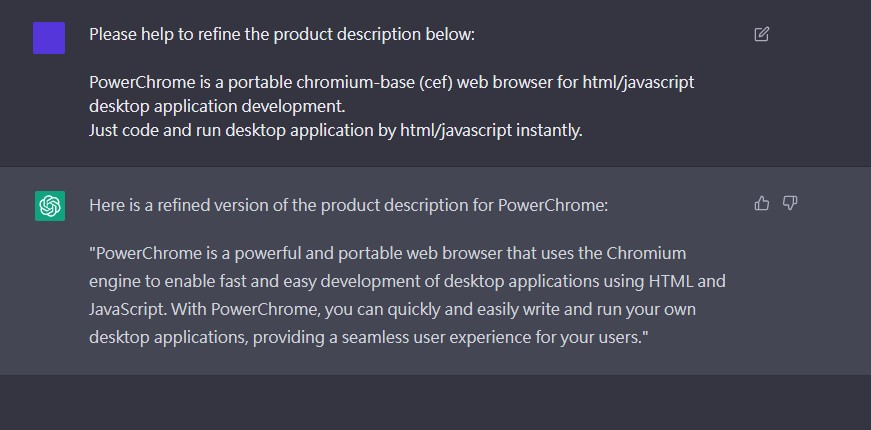 Please help to refine the product description below:
PowerChrome is a portable chromium-base (cef) web browser for html/javascript
desktop application development.
Just code and run desktop application by html/javascript instantly.
Here is a refined version of the product description for PowerChrome:
"PowerChrome is a powerful and portable web browser that uses the Chromium
engine to enable fast and easy development of desktop applications using HTML and
JavaScript. With PowerChrome, you can quickly and easily write and run your own
desktop applications, providing a seamless user experience for your users."